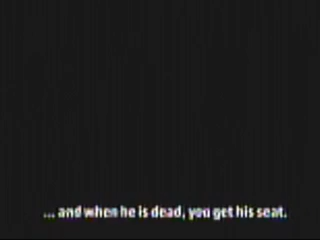 ... and when he is dead, you get his seat.